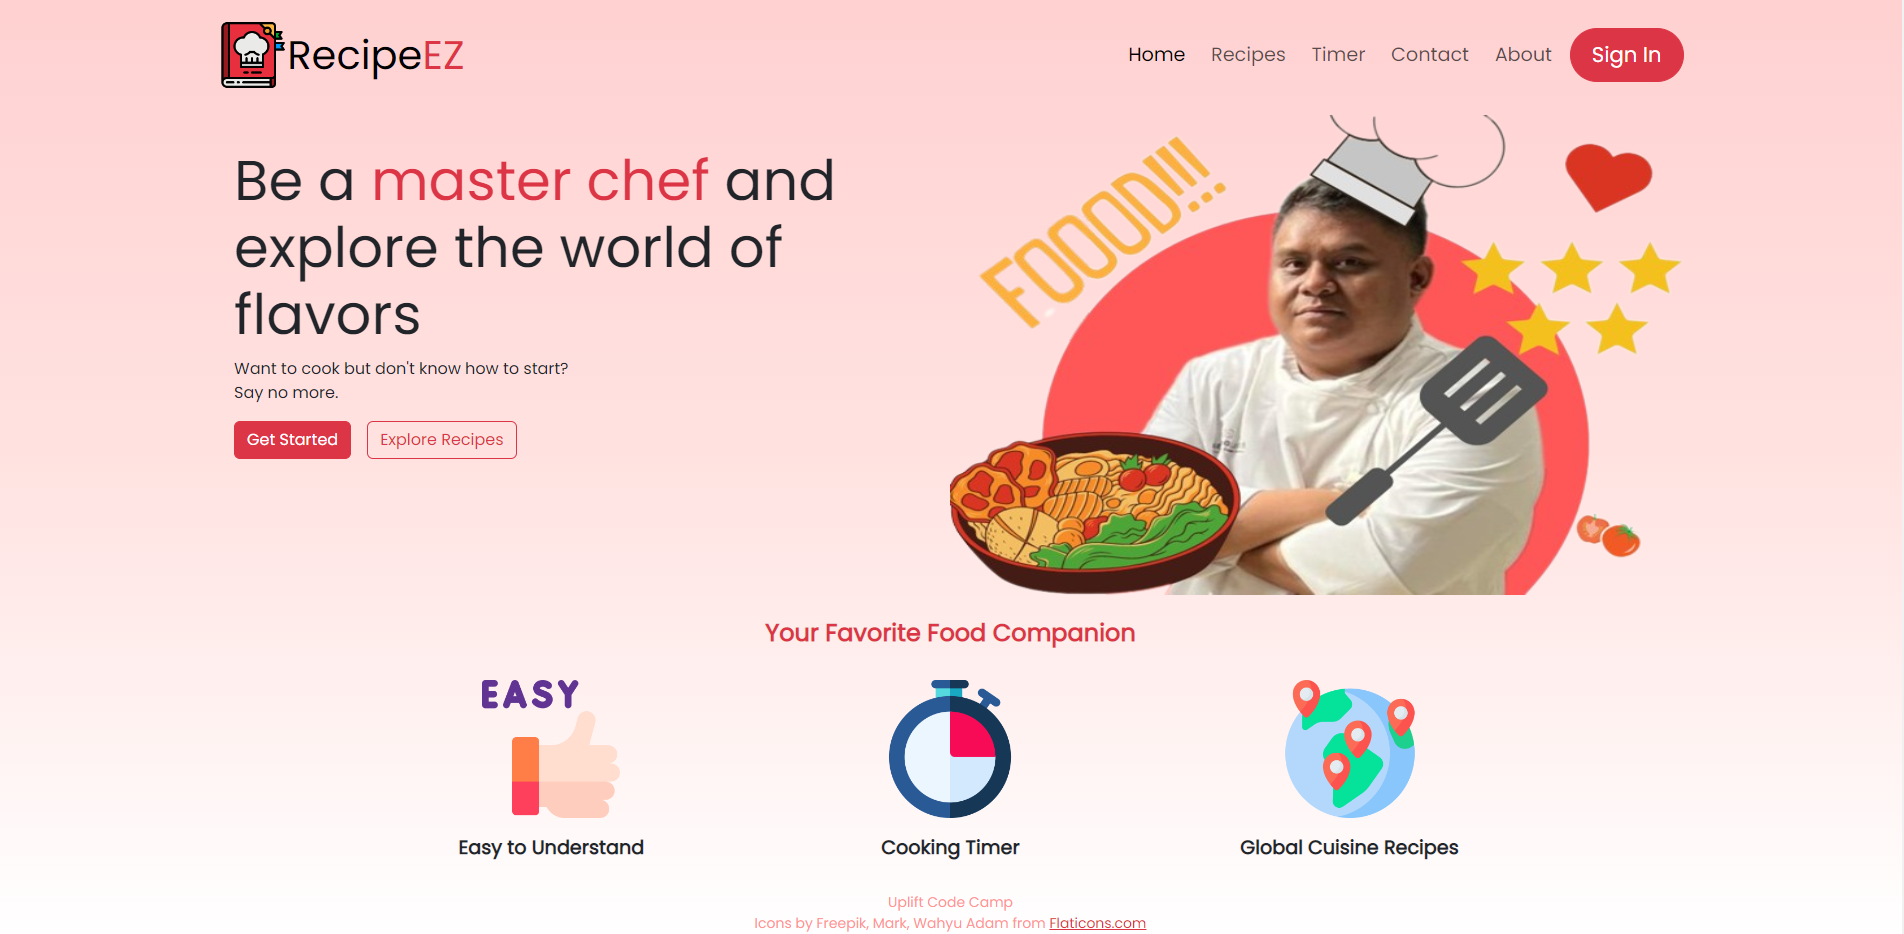 RecipeEZ
Home Recipes Timer Contact About Sign In
Be a master chef and
explore the world of
flavors
Want to cook but don't know how to start?
Say no more.
Get Started Explore Recipes
FOOOD!!!
Your Favorite Food Companion
EASY
Easy to Understand
Cooking Timer
Global Cuisine Recipes
Uplift Code Camp
Icons by Freepik, Mark, Wahyu Adam from Flaticons.com